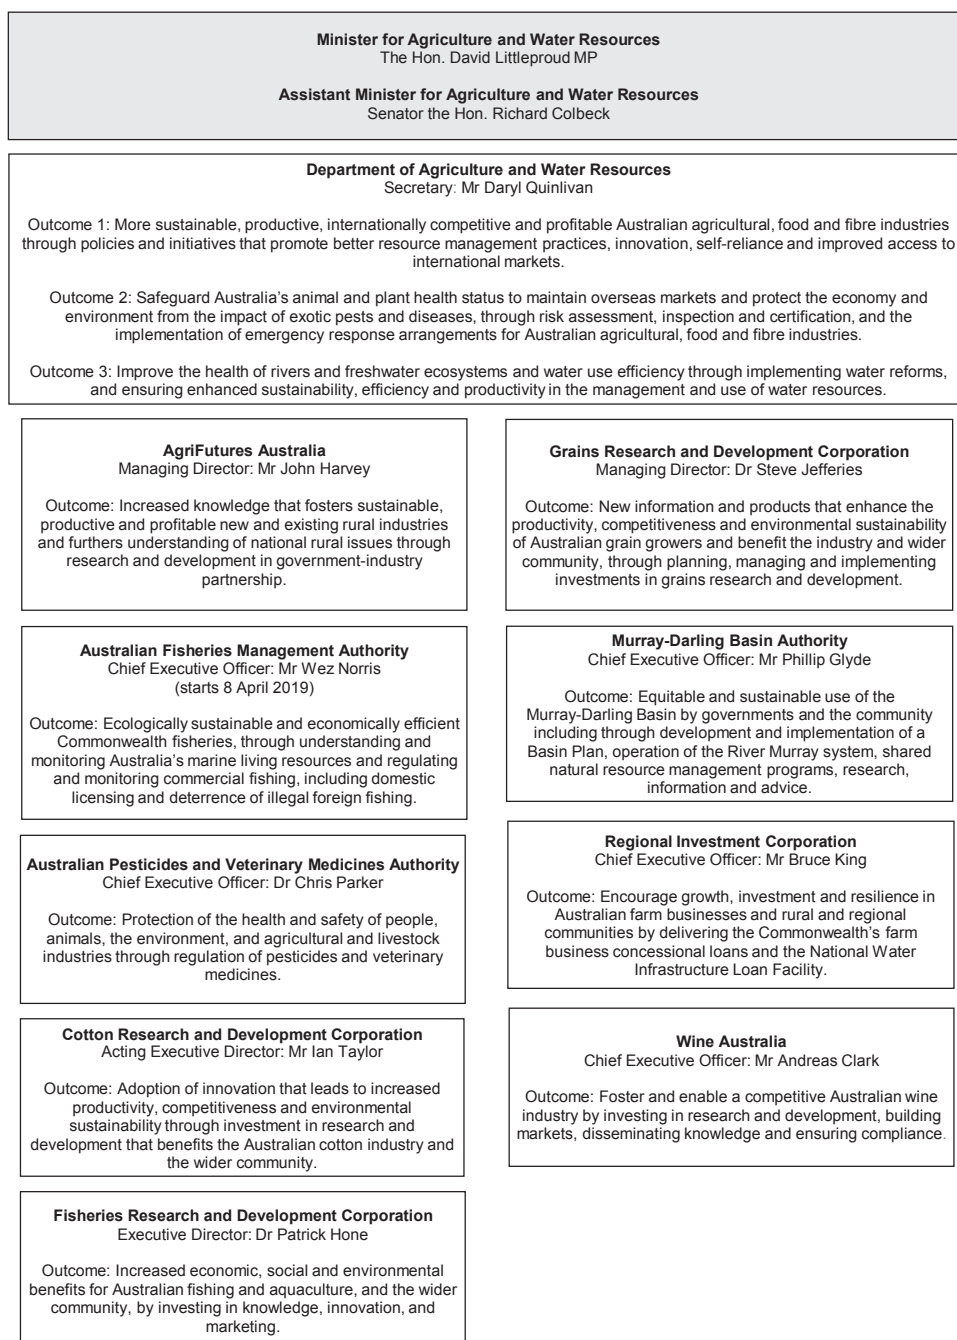 Minister for Agriculture and Water Resources
The Hon. David Littleproud MP
Assistant Minister for Agriculture and Water Resources
Senator the Hon. Richard Colbeck
Department of Agriculture and Water Resources
Secretary: Mr Daryl Quinlivan
Outcome 1: More sustainable, productive, internationally competitive and profitable Australian agricultural, food and fibre industries
through policies and initiatives that promote better resource management practices, innovation, self-reliance and improved access to
international markets.
Outcome 2: Safeguard Australia's animal and plant health status to maintain overseas markets and protect the economy and
environment from the impact of exotic pests and diseases, through risk assessment, inspection and certification, and the
implementation of emergency response arrangements for Australian agricultural, food and fibre industries.
Outcome 3: Improve the health of rivers and freshwater ecosystems and water use efficiency through implementing water reforms,
and ensuring enhanced sustainability, efficiency and productivity in the management and use of water resources.
AgriFutures Australia
Managing Director: Mr John Harvey
Outcome: Increased knowledge that fosters sustainable,
productive and profitable new and existing rural industries
and furthers understanding of national rural issues through
research and development in government-industry
partnership.
Australian Fisheries Management Authority
Chief Executive Officer: Mr Wez Norris
(starts 8 April 2019)
Outcome: Ecologically sustainable and economically efficient
Commonwealth fisheries, through understanding and
monitoring Australia's marine living resources and regulating
and monitoring commercial fishing, including domestic
licensing and deterrence of illegal foreign fishing.
Australian Pesticides and Veterinary Medicines Authority
Chief Executive Officer: Dr Chris Parker
Outcome: Protection of the health and safety of people,
animals, the environment, and agricultural and livestock
industries through regulation of pesticides and veterinary
medicines.
Cotton Research and Development Corporation
Acting Executive Director: Mr Ian Taylor
Outcome: Adoption of innovation that leads to increased
productivity, competitiveness and environmental
sustainability through investment in research and
development that benefits the Australian cotton industry and
the wider community.
Fisheries Research and Development Corporation
Executive Director: Dr Patrick Hone
Outcome: Increased economic, social and environmental
benefits for Australian fishing and aquaculture, and the wider
community, by investing in knowledge, innovation, and
marketing.
Grains Research and Development Corporation
Managing Director: Dr Steve Jefferies
Outcome: New information and products that enhance the
productivity, competitiveness and environmental sustainability
of Australian grain growers and benefit the industry and wider
community, through planning, managing and implementing
investments in grains research and development.
Murray-Darling Basin Authority
Chief Executive Officer: Mr Phillip Glyde
Outcome: Equitable and sustainable use of the
Murray-Darling Basin by governments and the community
including through development and implementation of a
Basin Plan, operation of the River Murray system, shared
natural resource management programs, research,
information and advice.
Regional Investment Corporation
Chief Executive Officer: Mr Bruce King
Outcome: Encourage growth, investment and resilience in
Australian farm businesses and rural and regional
communities by delivering the Commonwealth's farm
business concessional loans and the National Water
Infrastructure Loan Facility.
Wine Australia
Chief Executive Officer: Mr Andreas Clark
Outcome: Foster and enable a competitive Australian wine
industry by investing in research and development, building
markets, disseminating knowledge and ensuring compliance.